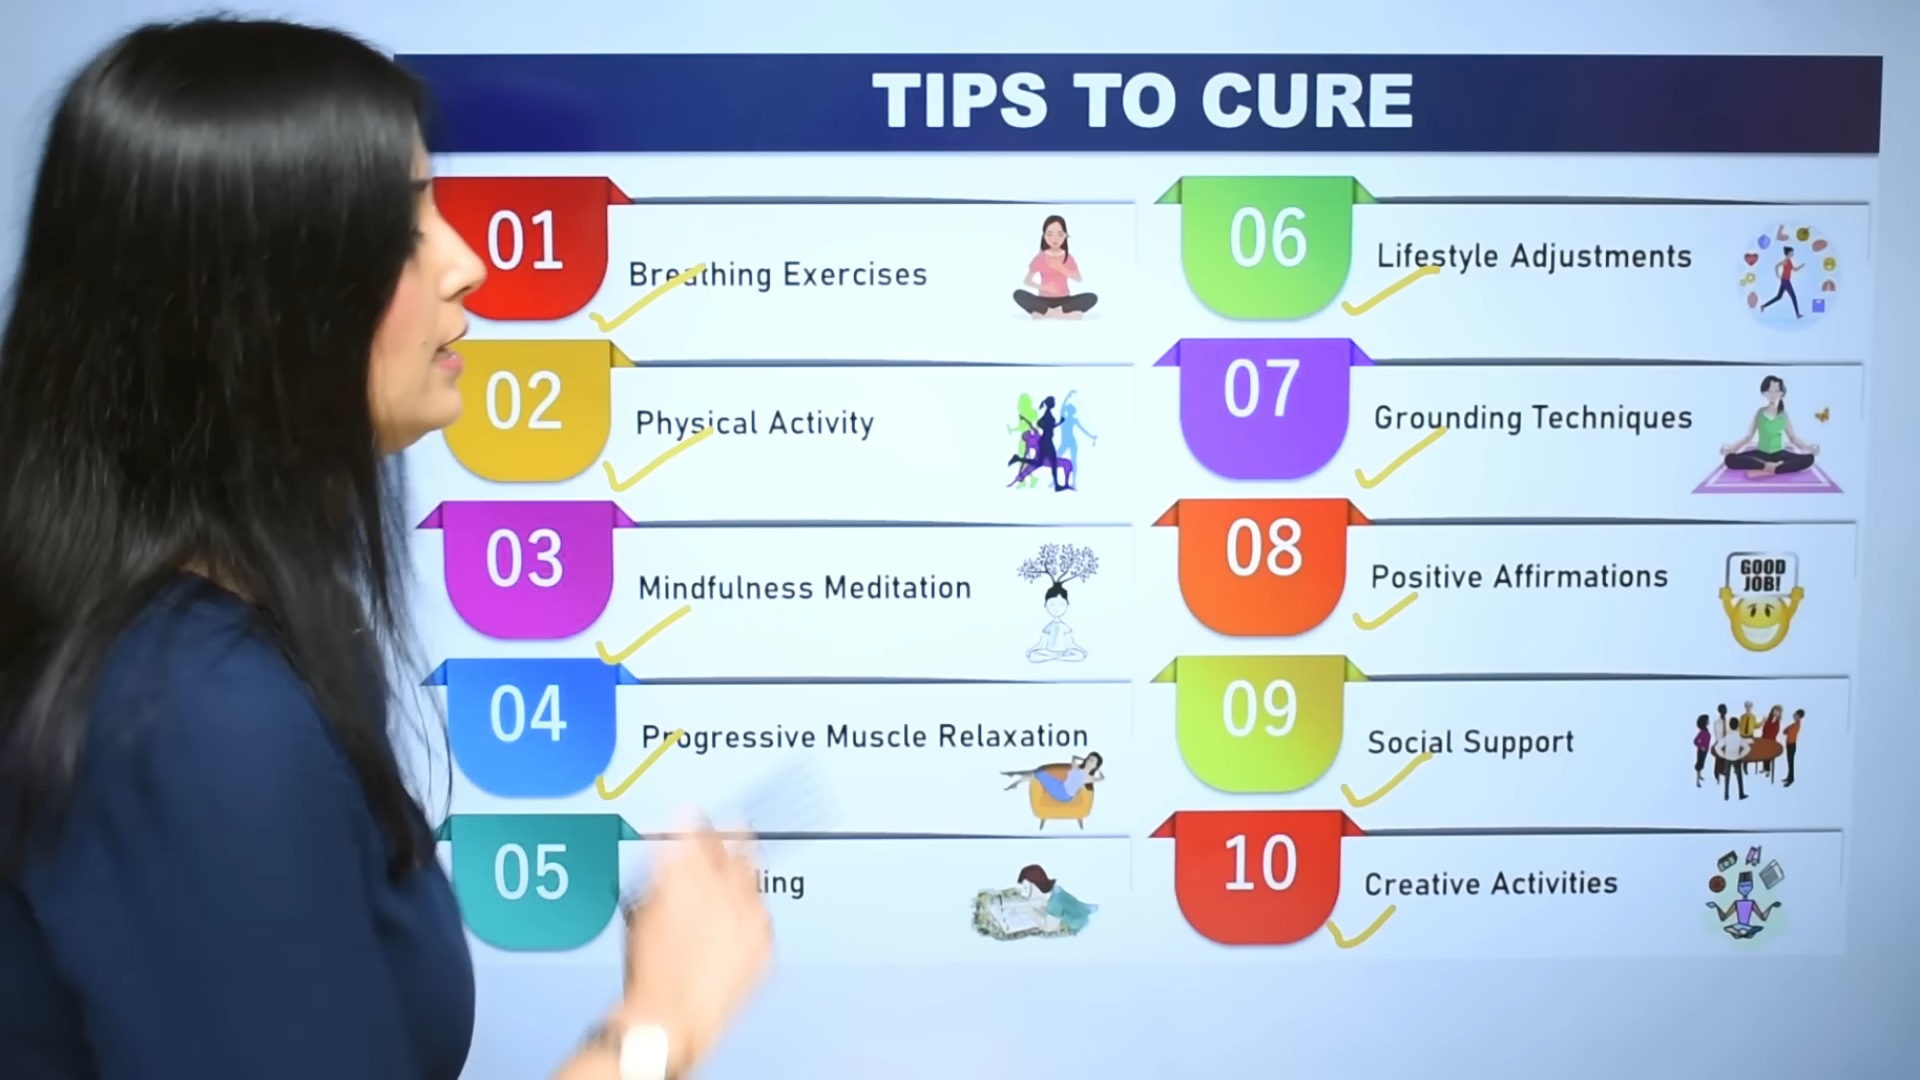 TIPS TO CURE
01
Breathing Exercises
02
Physical Activity
03
Mindfulness Meditation
04
Progressive Muscle Relaxation
05
06
Lifestyle Adjustments
07
Grounding Techniques
08
Positive Affirmations
GOOD
JOB!
09
Social Support
10
Creative Activities